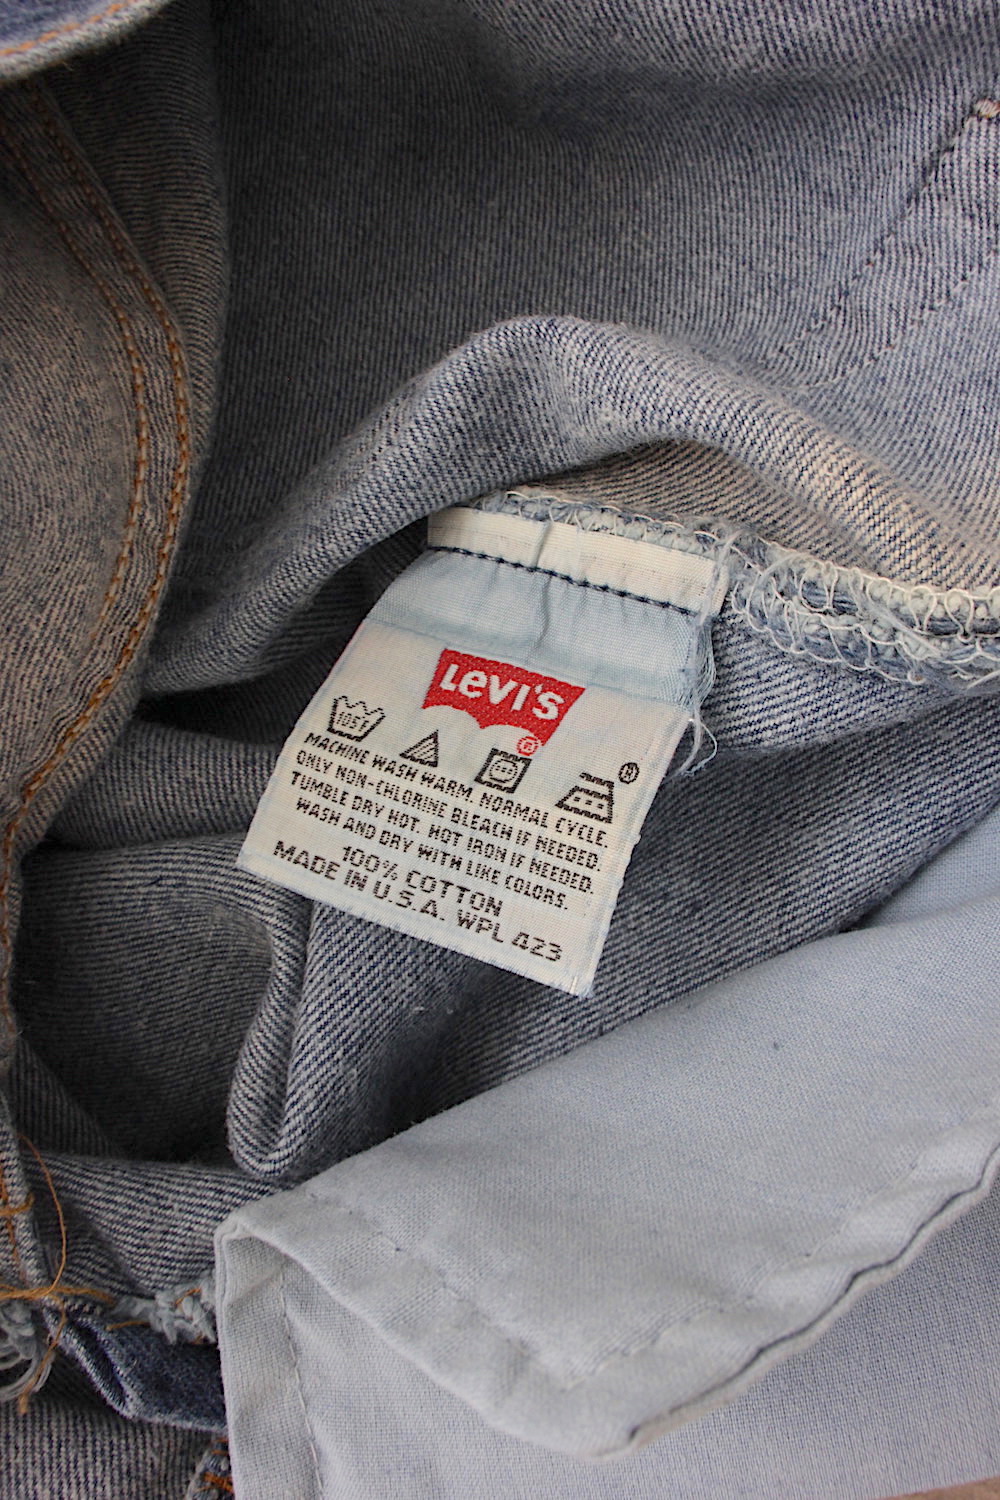 LEVI'S
®
105F
®
MACHINE WASH WARM. NORMAL CYCLE.
ONLY NON-CHLORINE BLEACH IF NEEDED.
TUMBLE DRY HOT. HOT IRON IF NEEDED.
WASH AND DRY WITH LIKE COLORS.
100% COTTON
MADE IN U.S.A. WPL 423